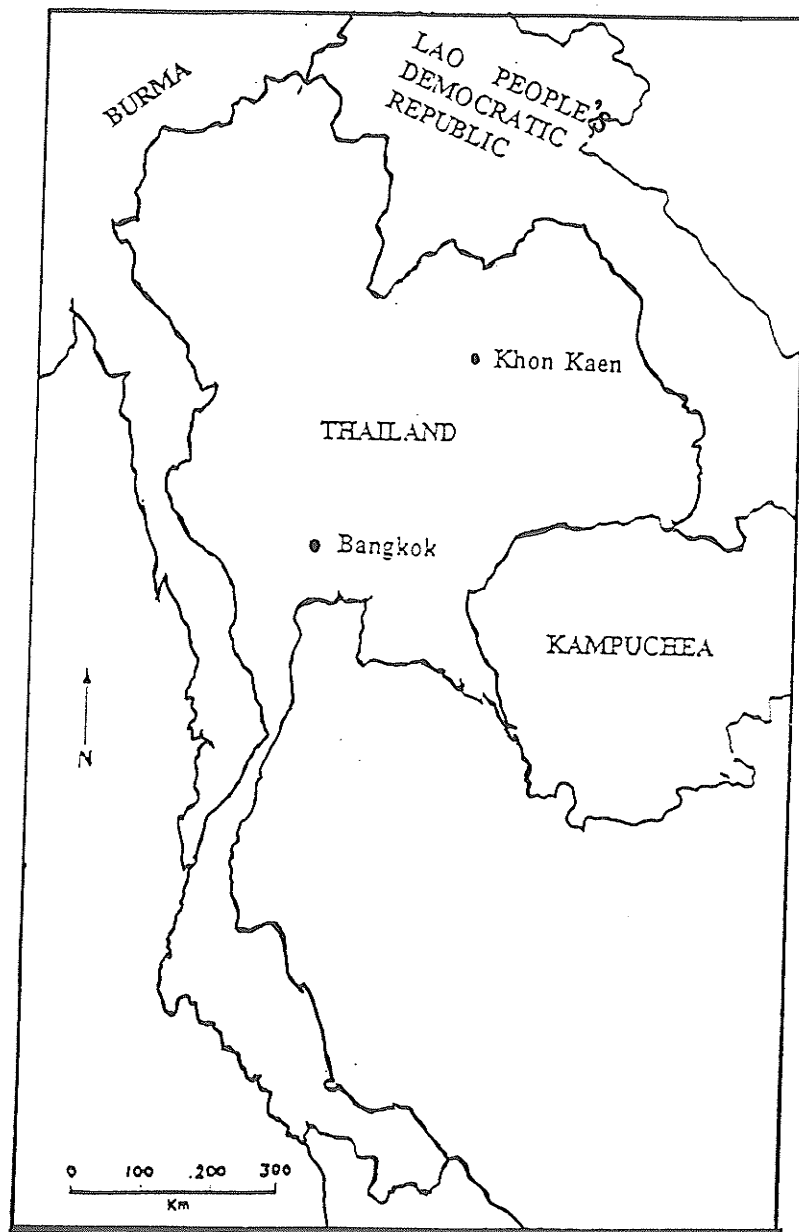 BURMA
LAO PEOPLE'S
DEMOCRATIC
REPUBLIC
Khon Kaen
THAILAND
Bangkok
KAMPUCHEA
N
0 100 .200 300
Km